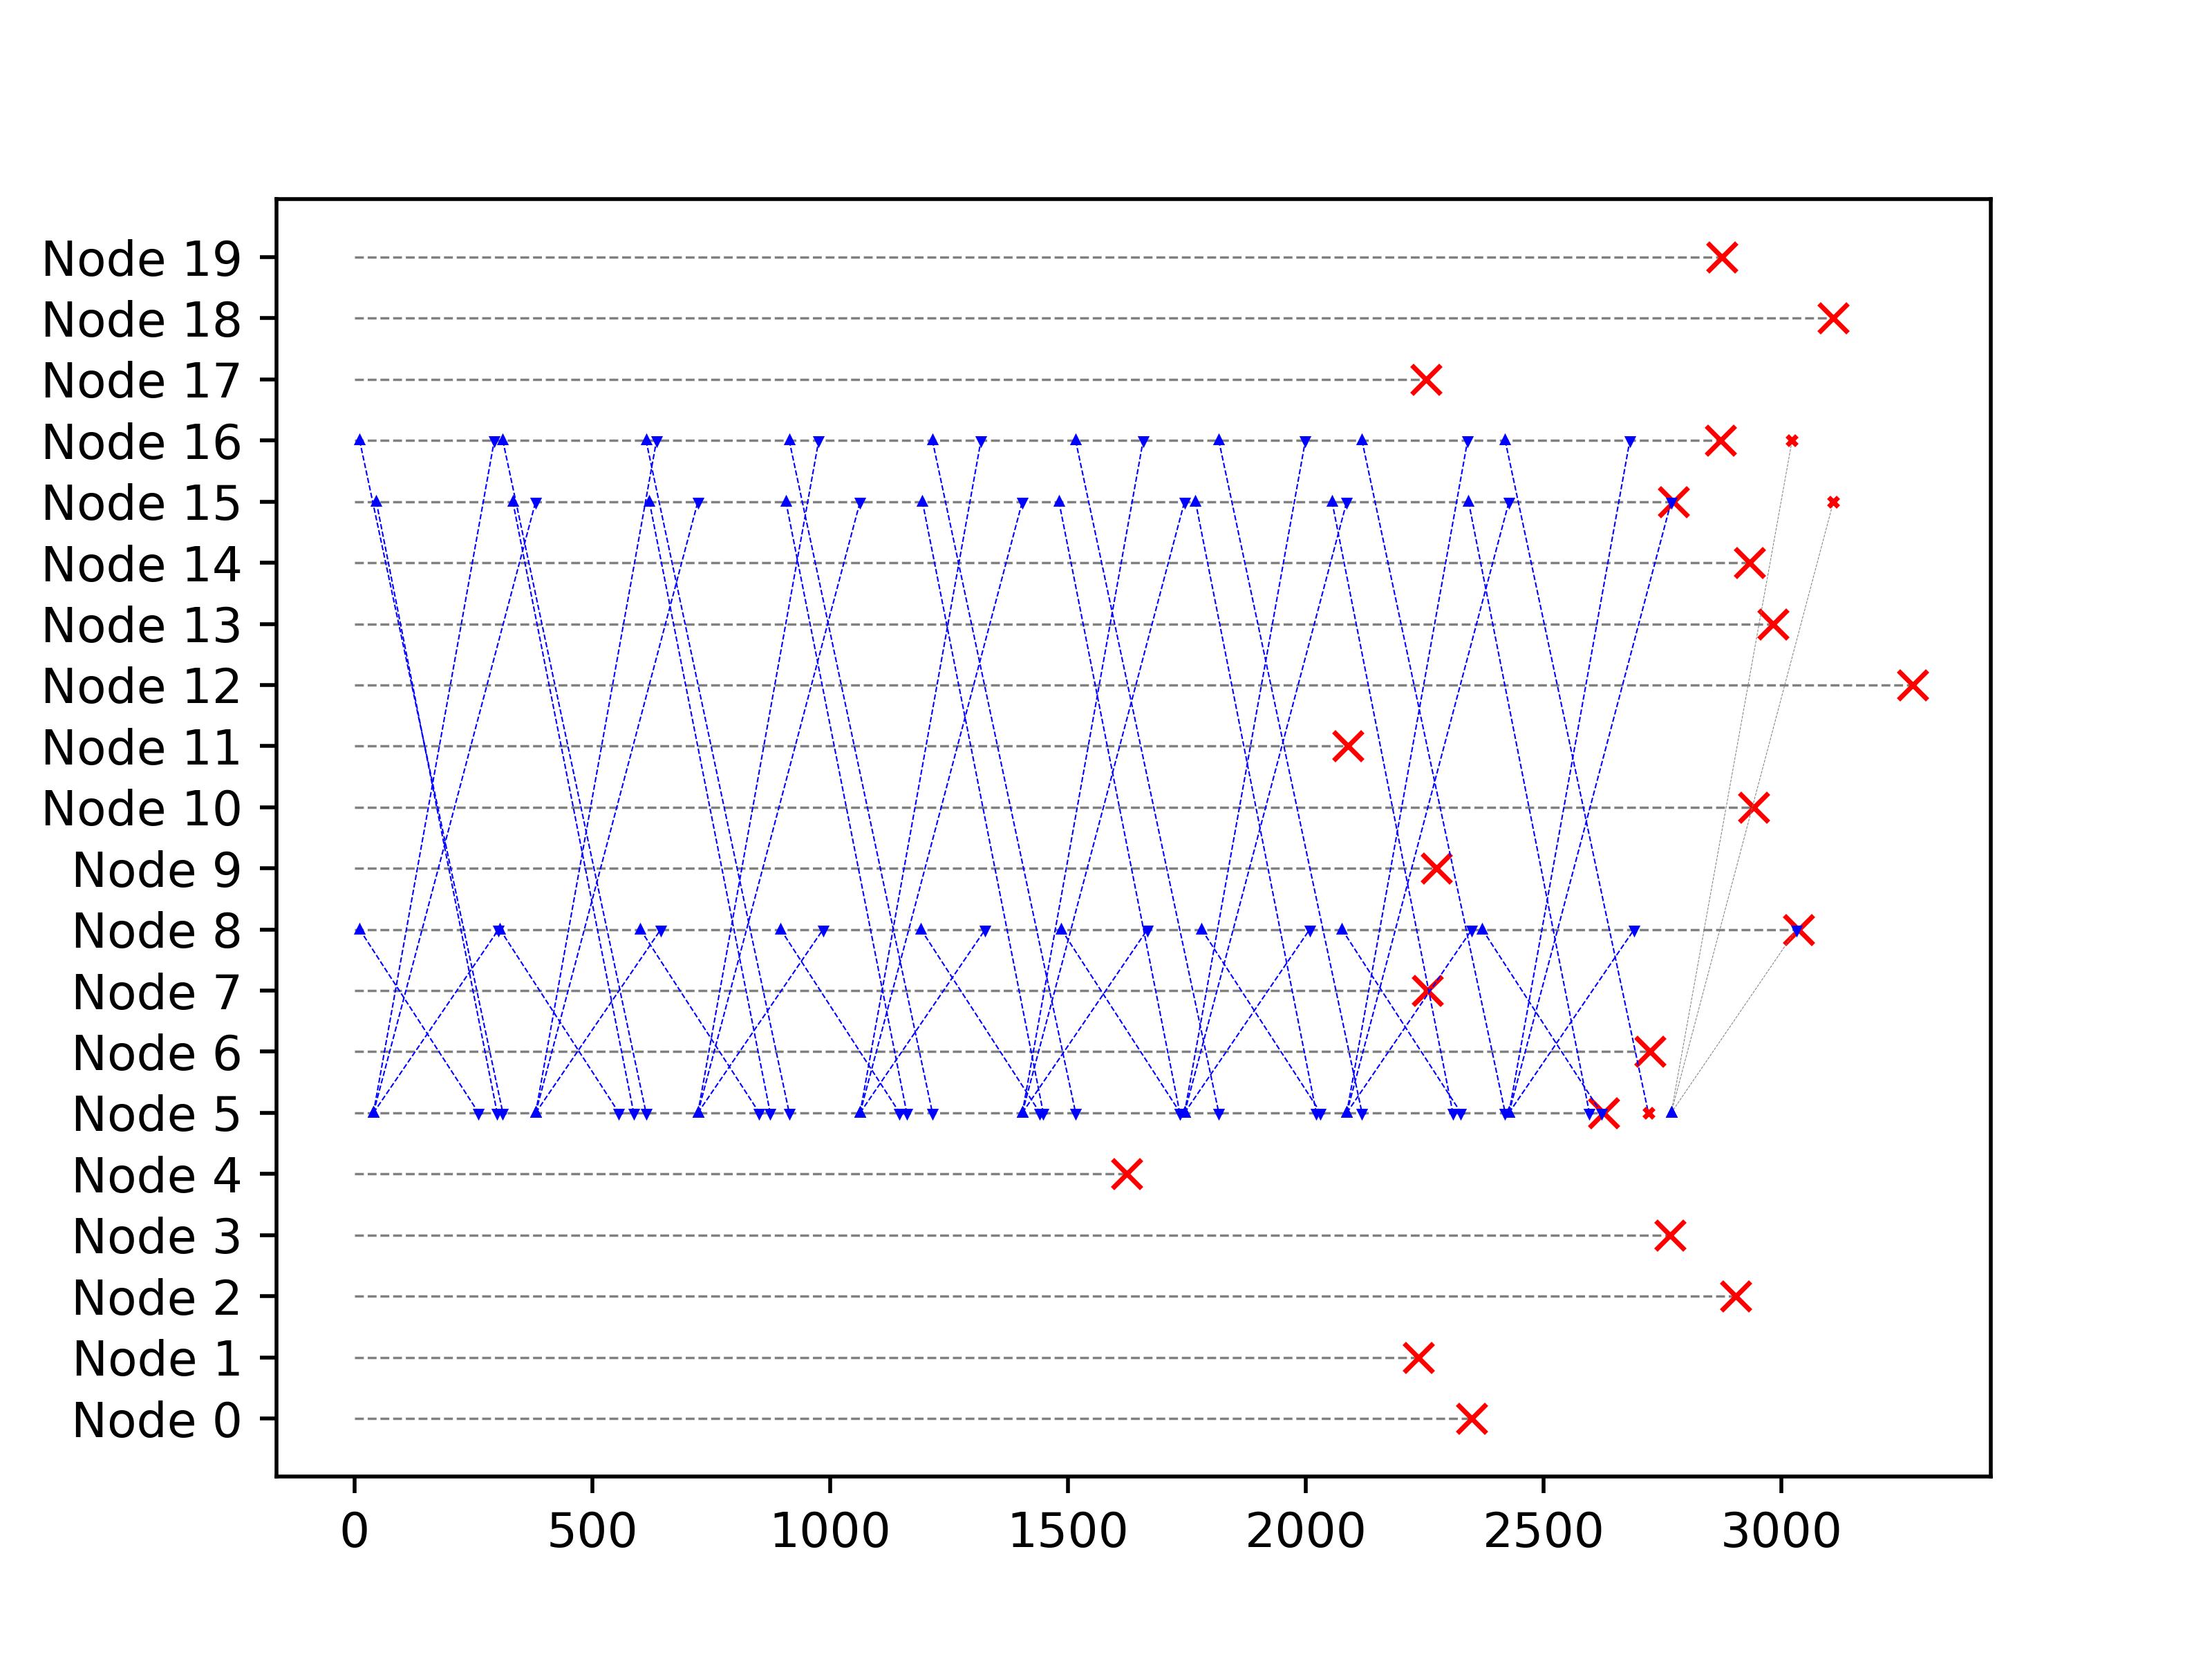 Node 19
Node 18
Node 17
Node 16
Node 15
Node 14
Node 13
Node 12
Node 11
Node 10
Node 9
Node 8
Node 7
Node 6
Node 5
Node 4
Node 3
Node 2
Node 1
Node 0
0 500 1000 1500 2000 2500 3000